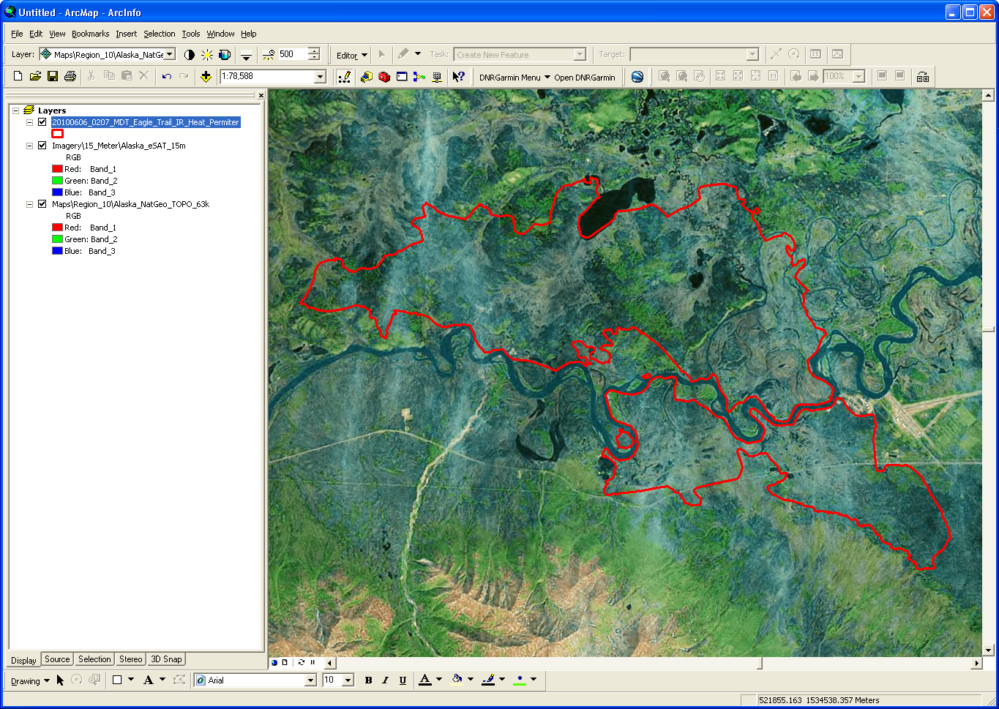 Untitled - ArcMap - ArcInfo
File Edit View Bookmarks Insert Selection Tools Window Help
Layer: Maps\Region_10\Alaska_NatGe 500 Editor Task: Create New Feature Target:
1:78,588 DNRGarmin Menu Open DNRGarmin 1:1 100%
Layers
20100606_0207_MDT_Eagle_Trail_IR_Heat_Permiter
Imagery\15_Meter\Alaska_eSAT_15m
RGB
Red: Band_1
Green: Band_2
Blue: Band_3
Maps\Region_10\Alaska_NatGeo_TOPO_63k
RGB
Red: Band_1
Green: Band_2
Blue: Band_3
Display Source Selection Stereo 3D Snap
Drawing A Arial 10 B I U A
521855.163 1534538.357 Meters